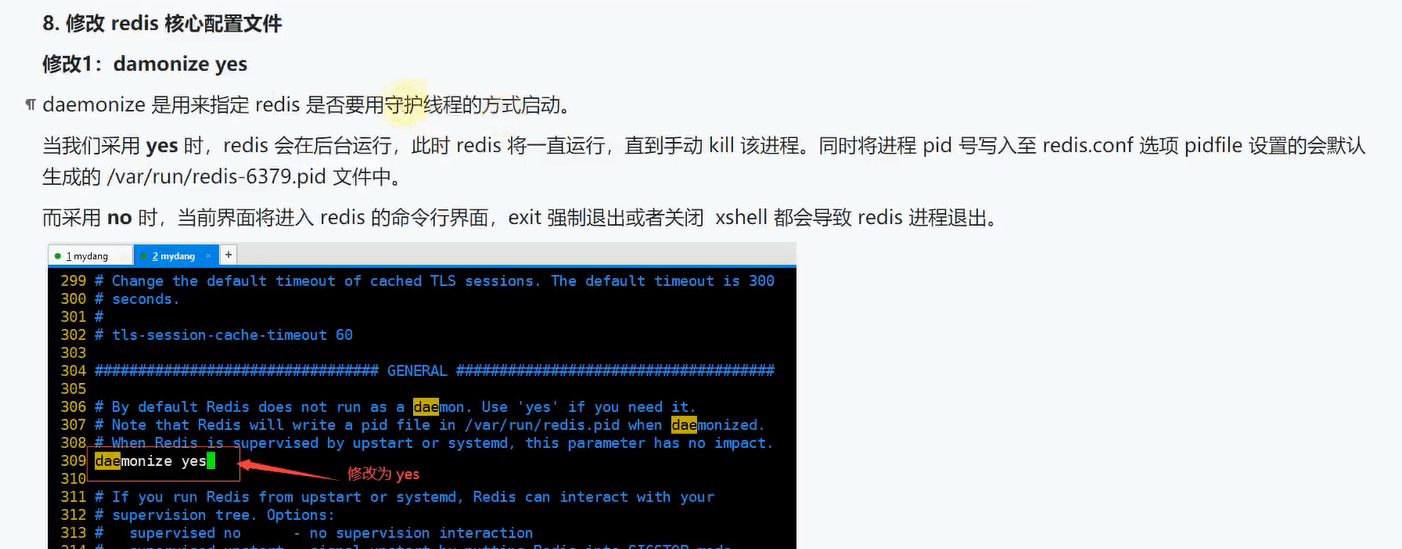 8. 修改 redis 核心配置文件
修改1：damonize yes
¶ daemonize 是用来指定 redis 是否要用守护线程的方式启动。
当我们采用 yes 时，redis 会在后台运行，此时 redis 将一直运行，直到手动 kill 该进程。同时将进程 pid 号写入至 redis.conf 选项 pidfile 设置的会默认
生成的 /var/run/redis-6379.pid 文件中。
而采用 no 时，当前界面将进入 redis 的命令行界面，exit 强制退出或者关闭 xshell 都会导致 redis 进程退出。
1 mydang 2 mydang × +
299 # Change the default timeout of cached TLS sessions. The default timeout is 300
300 # seconds.
301 #
302 # tls-session-cache-timeout 60
303
304 ################################# GENERAL #####################################
305
306 # By default Redis does not run as a daemon. Use 'yes' if you need it.
307 # Note that Redis will write a pid file in /var/run/redis.pid when daemonized.
308 # When Redis is supervised by upstart or systemd, this parameter has no impact.
309 daemonize yes
修改为 yes
310
311 # If you run Redis from upstart or systemd, Redis can interact with your
312 # supervision tree. Options:
313 #   supervised no      - no supervision interaction